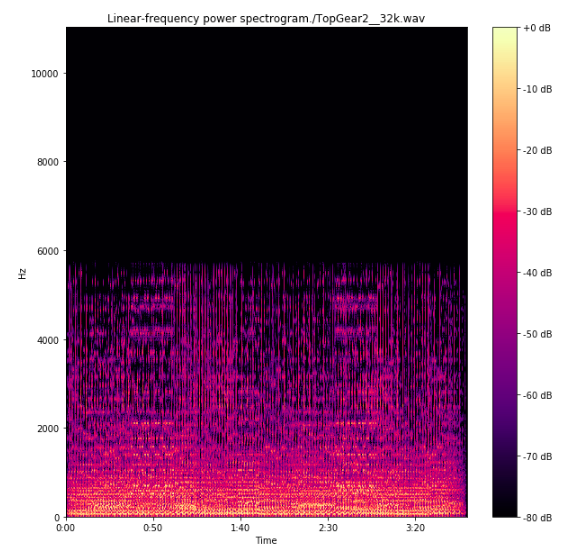 Linear-frequency power spectrogram./TopGear2__32k.wav
+0 dB
10000
-10 dB
8000
-20 dB
-30 dB
6000
Hz
-40 dB
4000
-50 dB
-60 dB
2000
-70 dB
0
-80 dB
0:00
0:50
1:40
2:30
3:20
Time